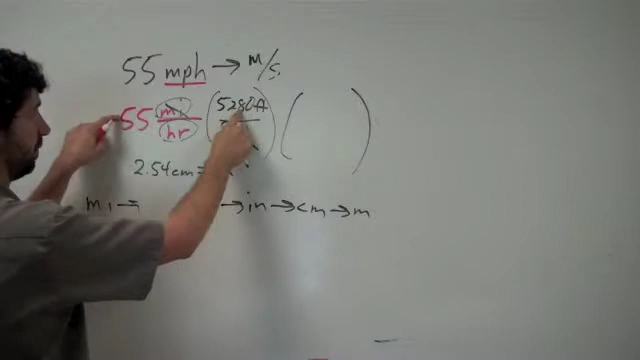 55 mph → m/s
55 mi/hr (5280ft ) ( )
2.54cm =
mi → → in → cm → m